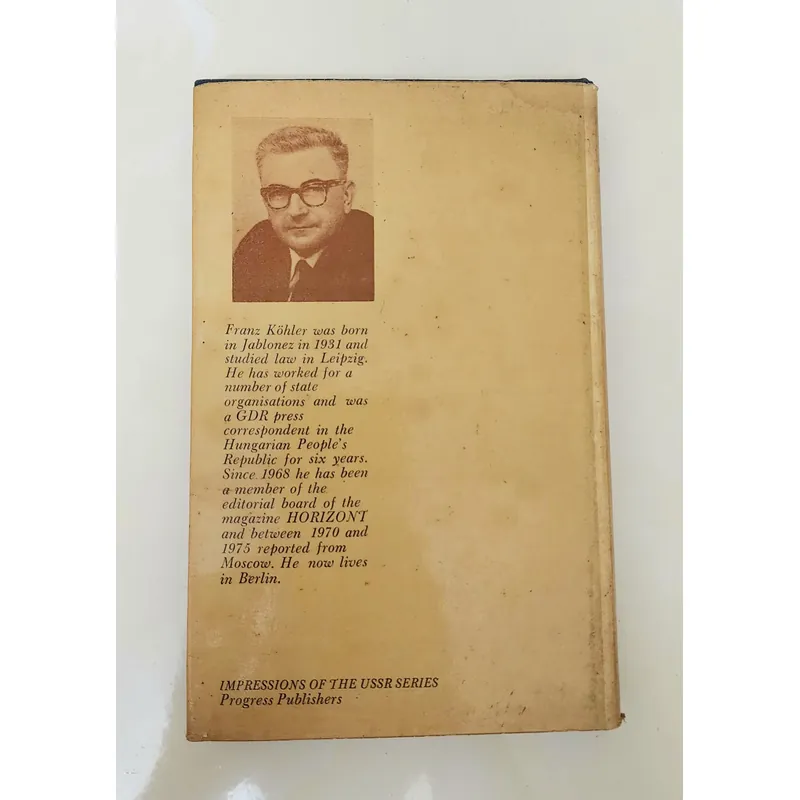 Franz Köhler was born
in Jablonez in 1931 and
studied law in Leipzig.
He has worked for a
number of state
organisations and was
a GDR press
correspondent in the
Hungarian People's
Republic for six years.
Since 1968 he has been
a member of the
editorial board of the
magazine HORIZONT
and between 1970 and
1975 reported from
Moscow. He now lives
in Berlin.
IMPRESSIONS OF THE USSR SERIES
Progress Publishers